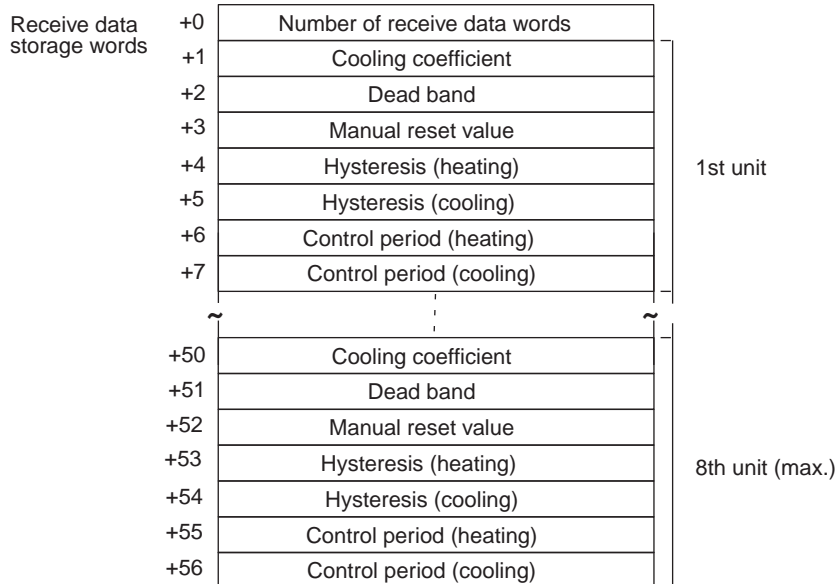 Receive data
storage words
+0 Number of receive data words
+1 Cooling coefficient
+2 Dead band
+3 Manual reset value
+4 Hysteresis (heating)
+5 Hysteresis (cooling)
+6 Control period (heating)
+7 Control period (cooling)
1st unit
+50 Cooling coefficient
+51 Dead band
+52 Manual reset value
+53 Hysteresis (heating)
+54 Hysteresis (cooling)
+55 Control period (heating)
+56 Control period (cooling)
8th unit (max.)